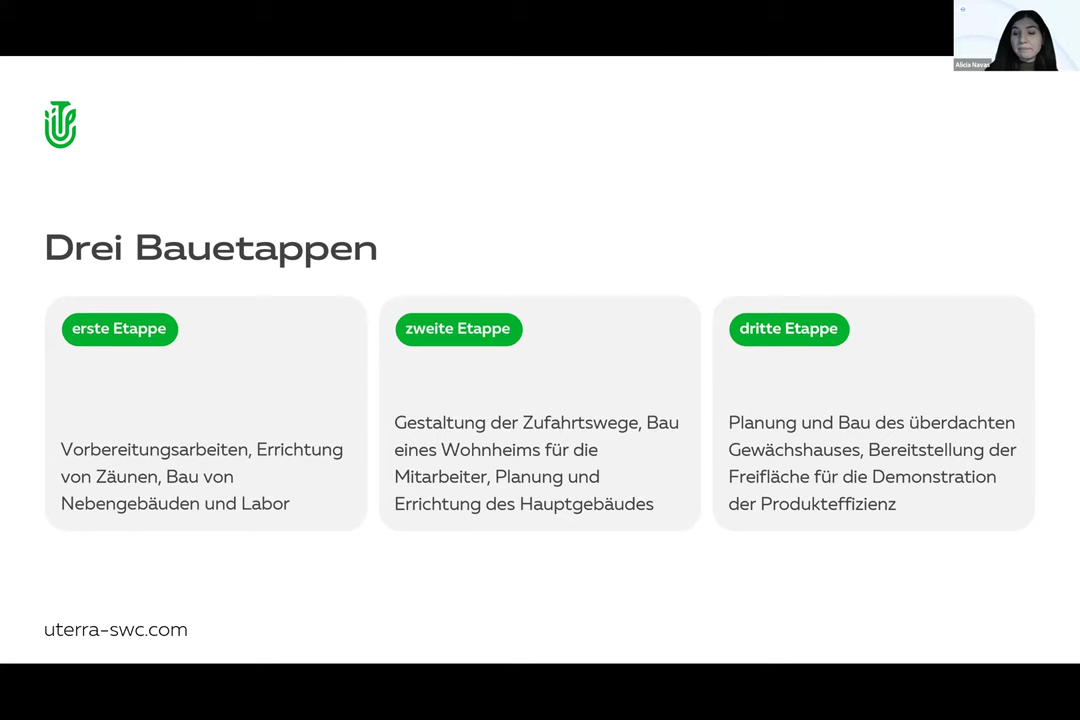 Alicia Navas
Drei Bauetappen
erste Etappe
Vorbereitungsarbeiten, Errichtung
von Zäunen, Bau von
Nebengebäuden und Labor
zweite Etappe
Gestaltung der Zufahrtswege, Bau
eines Wohnheims für die
Mitarbeiter, Planung und
Errichtung des Hauptgebäudes
dritte Etappe
Planung und Bau des überdachten
Gewächshauses, Bereitstellung der
Freifläche für die Demonstration
der Produkteffizienz
uterra-swc.com